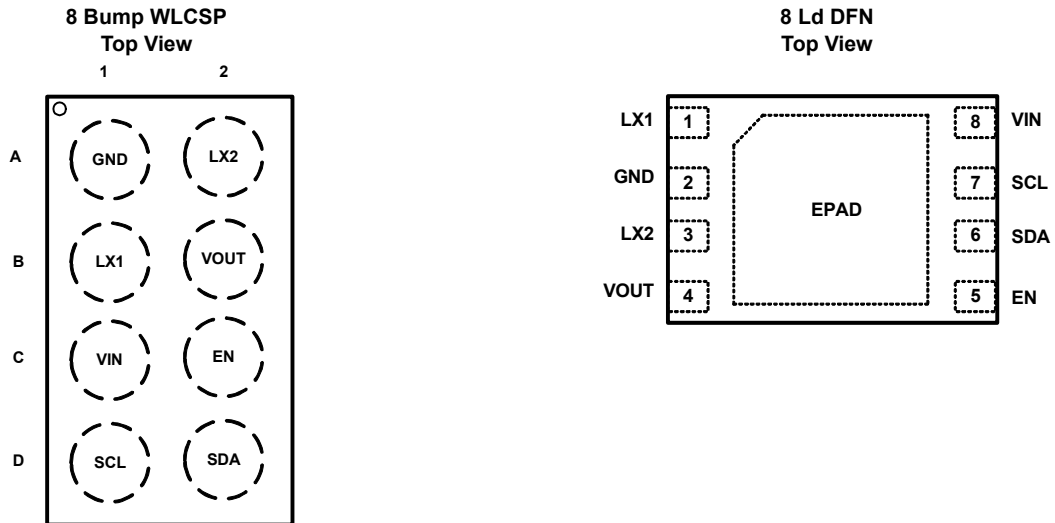 8 Bump WLCSP
Top View
1 2
A GND LX2
B LX1 VOUT
C VIN EN
D SCL SDA
8 Ld DFN
Top View
LX1 1 8 VIN
GND 2 7 SCL
EPAD
LX2 3 6 SDA
VOUT 4 5 EN